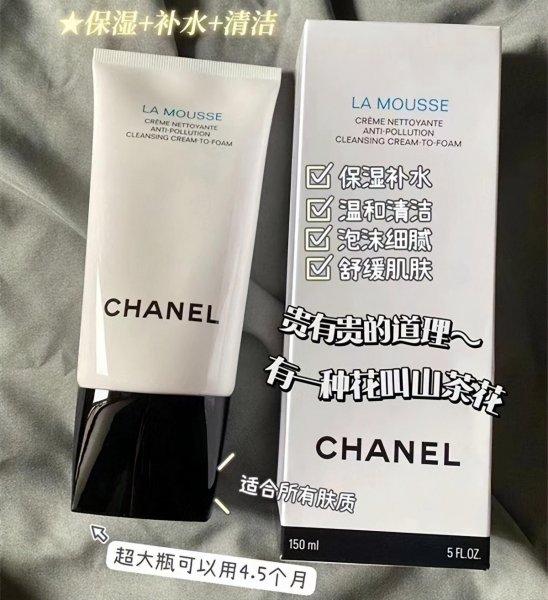 ★保湿+补水+清洁
LA MOUSSE
CRÈME NETTOYANTE
ANTI-POLLUTION
CLEANSING CREAM-TO-FOAM
CHANEL
LA MOUSSE
CRÈME NETTOYANTE
ANTI-POLLUTION
CLEANSING CREAM-TO-FOAM
保湿补水
温和清洁
泡沫细腻
舒缓肌肤
贵有贵的道理～
有一种花叫山茶花
CHANEL
适合所有肤质
150 ml
5 FL.OZ.
超大瓶可以用4.5个月